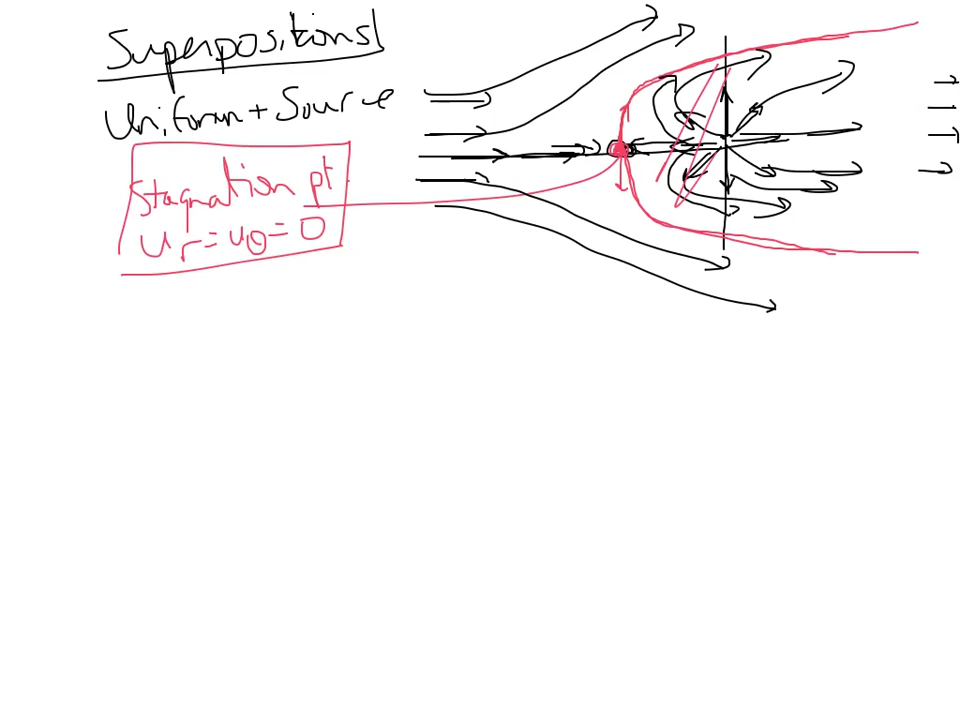 Superpositions
Uniform + Source
Stagnation pt
u_r = u_θ = 0